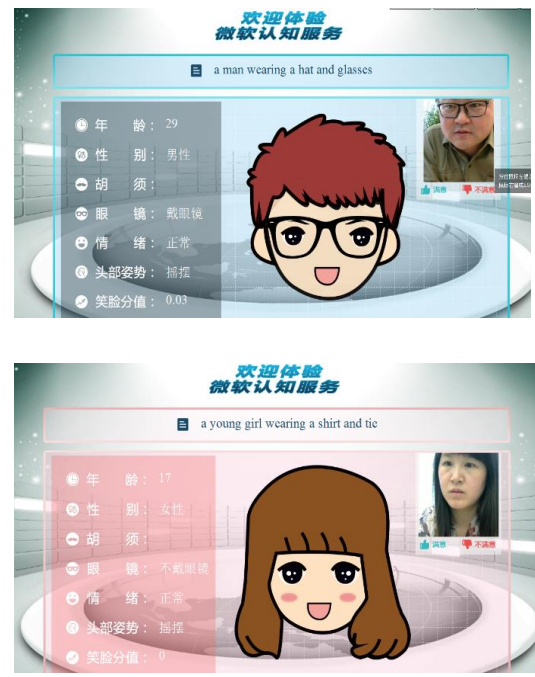 欢迎体验
微软认知服务
a man wearing a hat and glasses
年 龄： 29
性 别： 男性
胡 须：
眼 镜： 戴眼镜
情 绪： 正常
头部姿势： 摇摆
笑脸分值： 0.03
满意 不满意
欢迎体验
微软认知服务
a young girl wearing a shirt and tie
年 龄： 17
性 别： 女性
胡 须：
眼 镜： 不戴眼镜
情 绪： 正常
头部姿势： 摇摆
笑脸分值： 0
满意 不满意